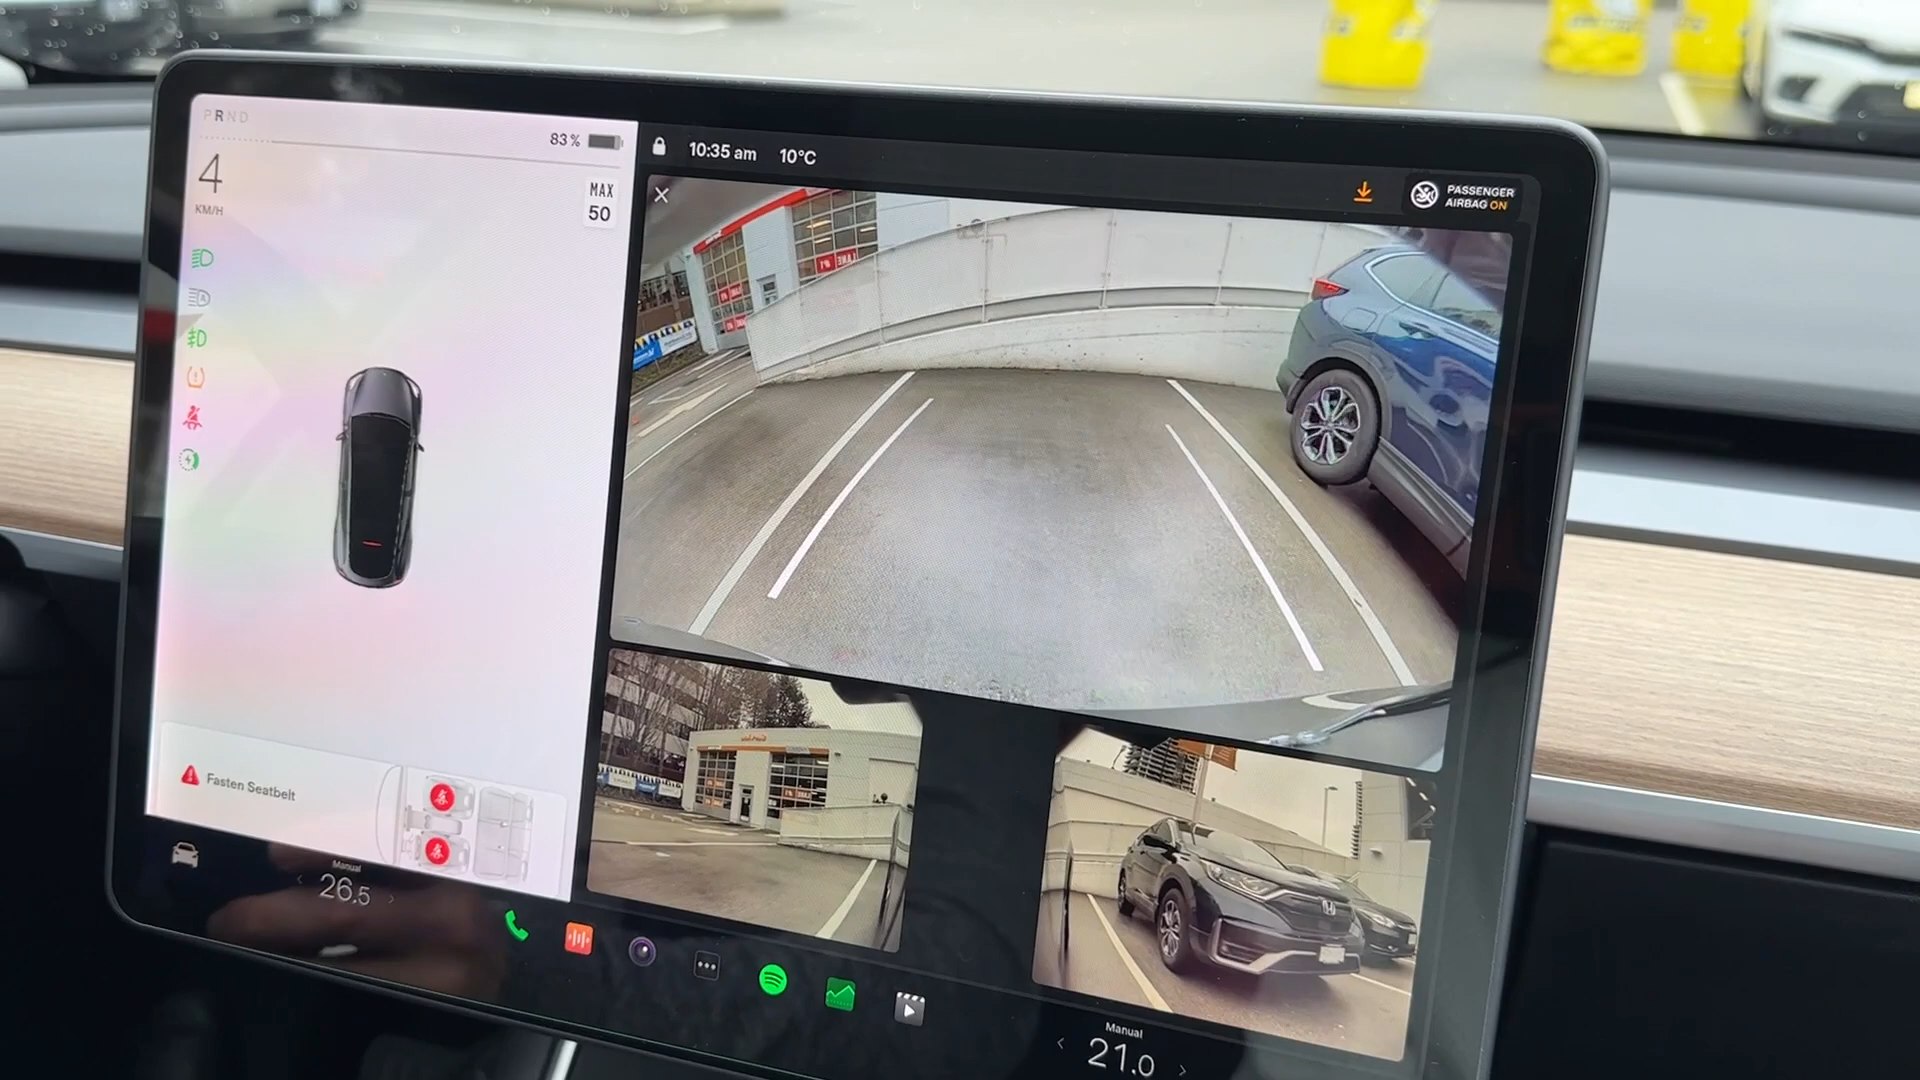 PRND
83%
4
KM/H
MAX
50
10:35 am 10°C
PASSENGER
AIRBAG ON
Fasten Seatbelt
Manual
26.5
Manual
21.0